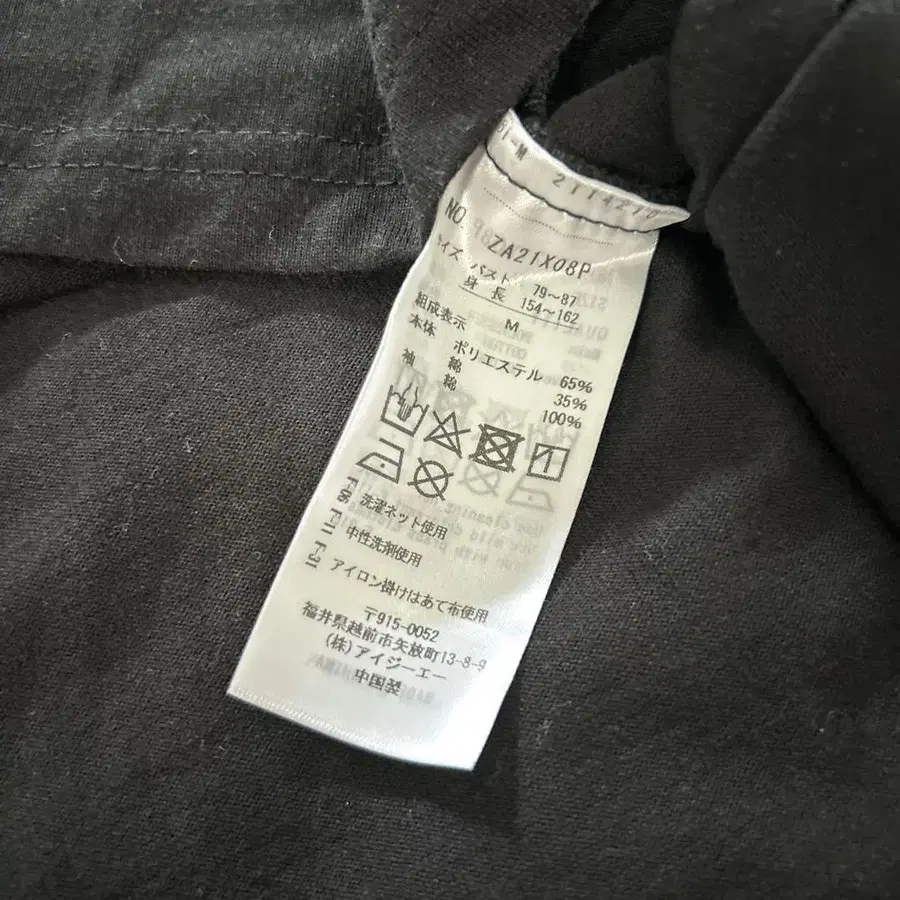 -M 2114210
NO. ZA21X08P
サイズ バスト 79~87
身長 154~162
M
組成表示
本体 ポリエステル 65%
綿 35%
袖 綿 100%
F-06 洗濯ネット使用
F-11 中性洗剤使用
F-31 アイロン掛けはあて布使用
〒915-0052
福井県越前市矢放町13-8-9
(株)アイジーエー
中国製